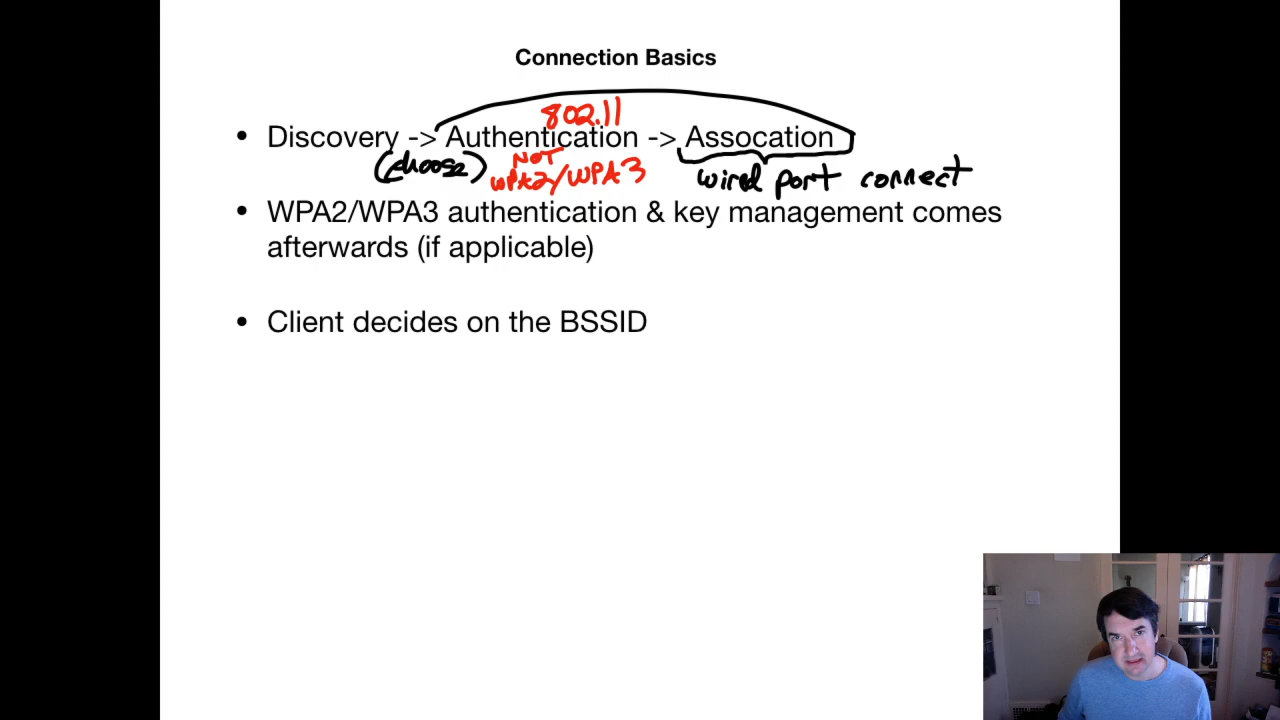 Connection Basics
802.11
• Discovery -> Authentication -> Assocation
(choose) NOT wired port connect
WPA2/WPA3
• WPA2/WPA3 authentication & key management comes
afterwards (if applicable)
• Client decides on the BSSID